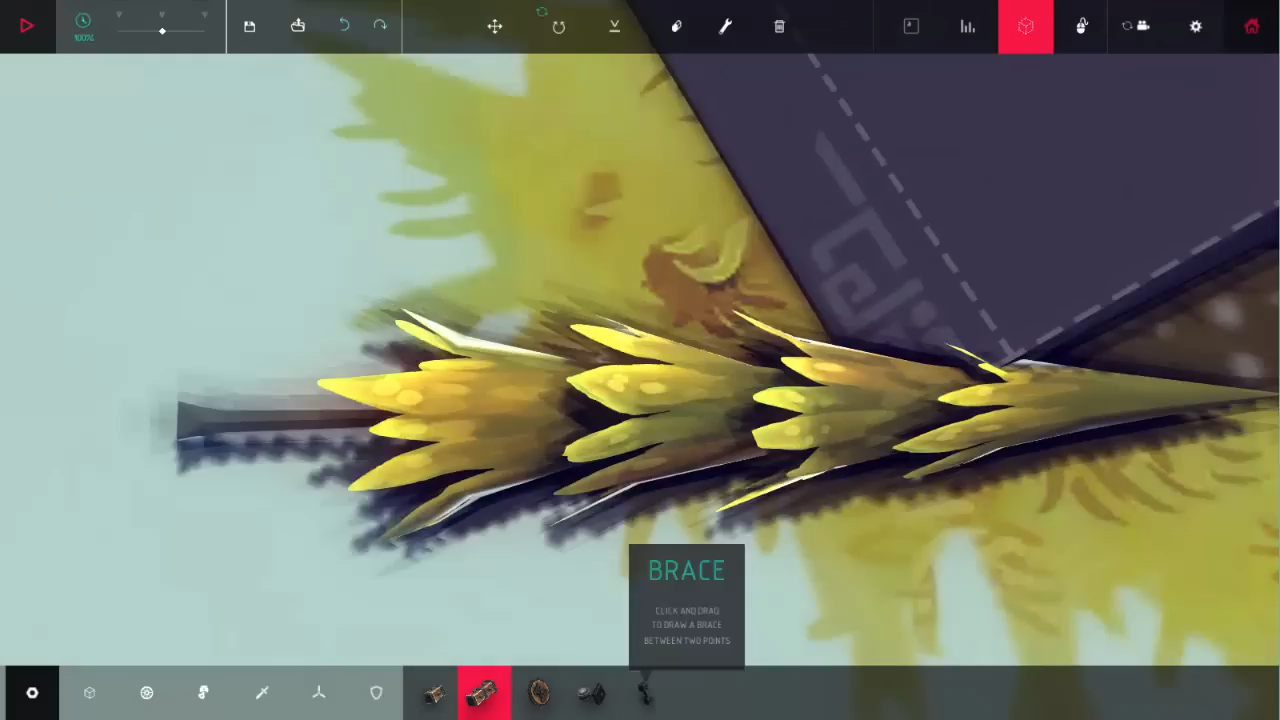 100%
BRACE
CLICK AND DRAG
TO DRAW A BRACE
BETWEEN TWO POINTS